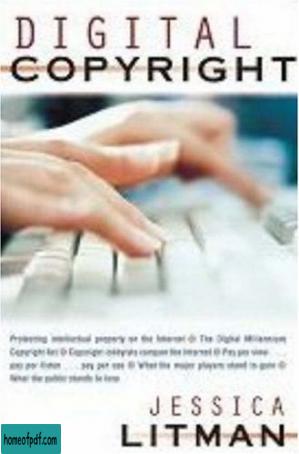 DIGITAL
COPYRIGHT
Protecting intellectual property on the Internet ⊕ The Digital Millennium
Copyright Act ⊕ Copyright lobbyists conquer the Internet ⊕ Pay per view . . .
pay per listen . . . pay per use ⊕ What the major players stand to gain ⊕
What the public stands to lose
JESSICA
homeofpdf.com LITMAN